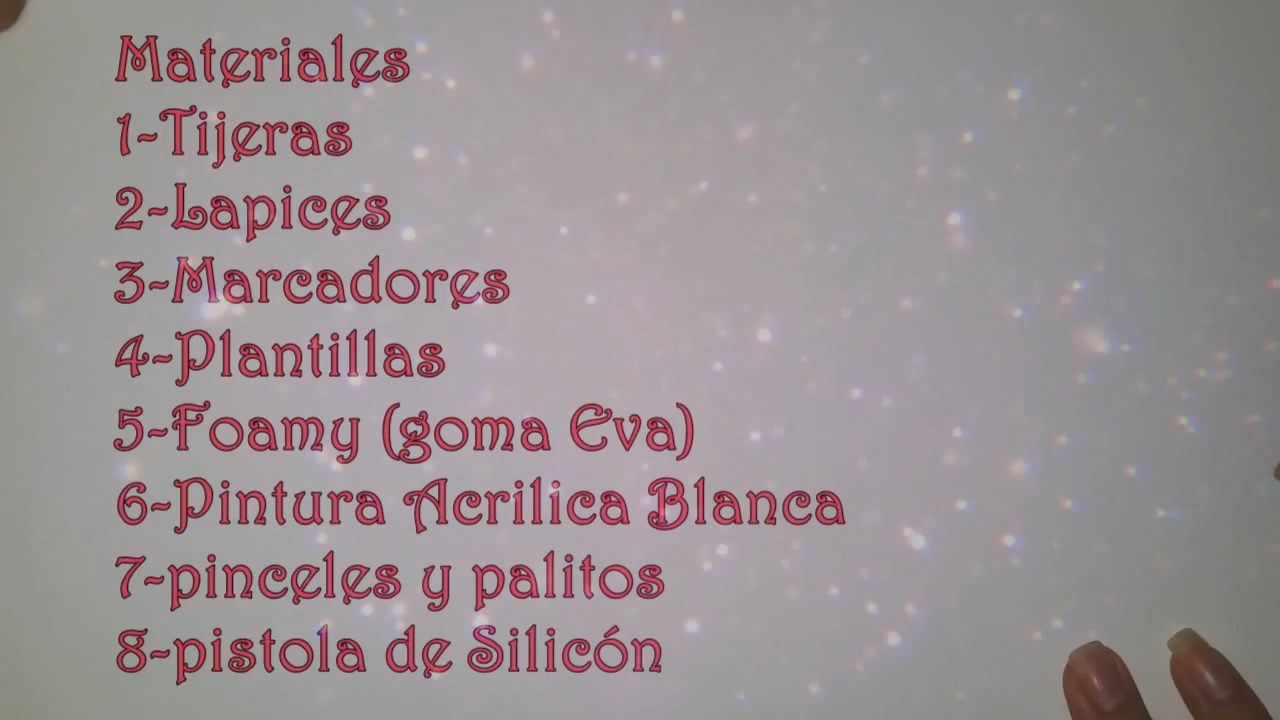 Materiales
1-Tijeras
2-Lapices
3-Marcadores
4-Plantillas
5-Foamy (goma Eva)
6-Pintura Acrilica Blanca
7-pinceles y palitos
8-pistola de Silicón